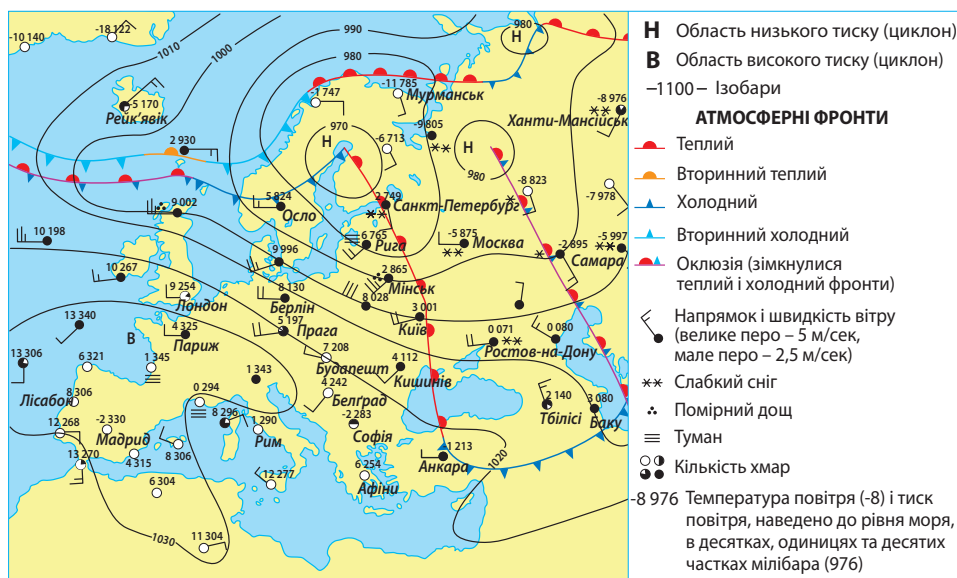 -10 140
-18 122
1010
1000
990
980
980
Н
5 170
Рейк'явік
-1 747
-11 785
Мурманськ
-9 805
-8 976
Ханти-Мансійськ
2 930
970
Н
-6 713
Н
980
-8 823
-7 978
9 002
5 824
Осло
2 749
Санкт-Петербург
10 198
9 996
6 765
Рига
-5 875
Москва
-2 895
-5 997
Самара
10 267
9 254
Лондон
8 130
Берлін
2 865
Мінськ
8 028
13 340
4 325
Париж
5 197
Прага
3 001
Київ
0 071
Ростов-на-Дону
0 080
В
13 306
6 321
1 345
7 208
Будапешт
4 112
Кишинів
Лісабон
8 306
1 343
0 294
4 242
Белград
2 140
Тбілісі
3 080
Баку
12 268
-2 330
Мадрид
8 296
1 290
Рим
-2 283
Софія
1 213
Анкара
1020
13 270
4 315
8 306
12 277
6 254
Афіни
6 304
1030
11 304
Н Область низького тиску (циклон)
В Область високого тиску (циклон)
–1100– Ізобари
АТМОСФЕРНІ ФРОНТИ
Теплий
Вторинний теплий
Холодний
Вторинний холодний
Оклюзія (зімкнулися
теплий і холодний фронти)
Напрямок і швидкість вітру
(велике перо – 5 м/сек,
мале перо – 2,5 м/сек)
Слабкий сніг
Помірний дощ
Туман
Кількість хмар
-8 976 Температура повітря (-8) і тиск
повітря, наведено до рівня моря,
в десятках, одиницях та десятих
частках мілібара (976)